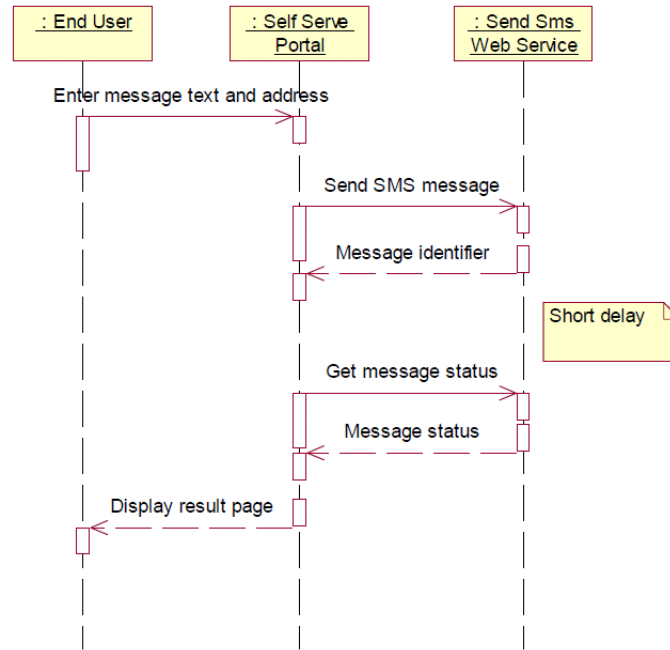 : End User
: Self Serve
Portal
: Send Sms
Web Service
Enter message text and address
Send SMS message
Message identifier
Short delay
Get message status
Message status
Display result page